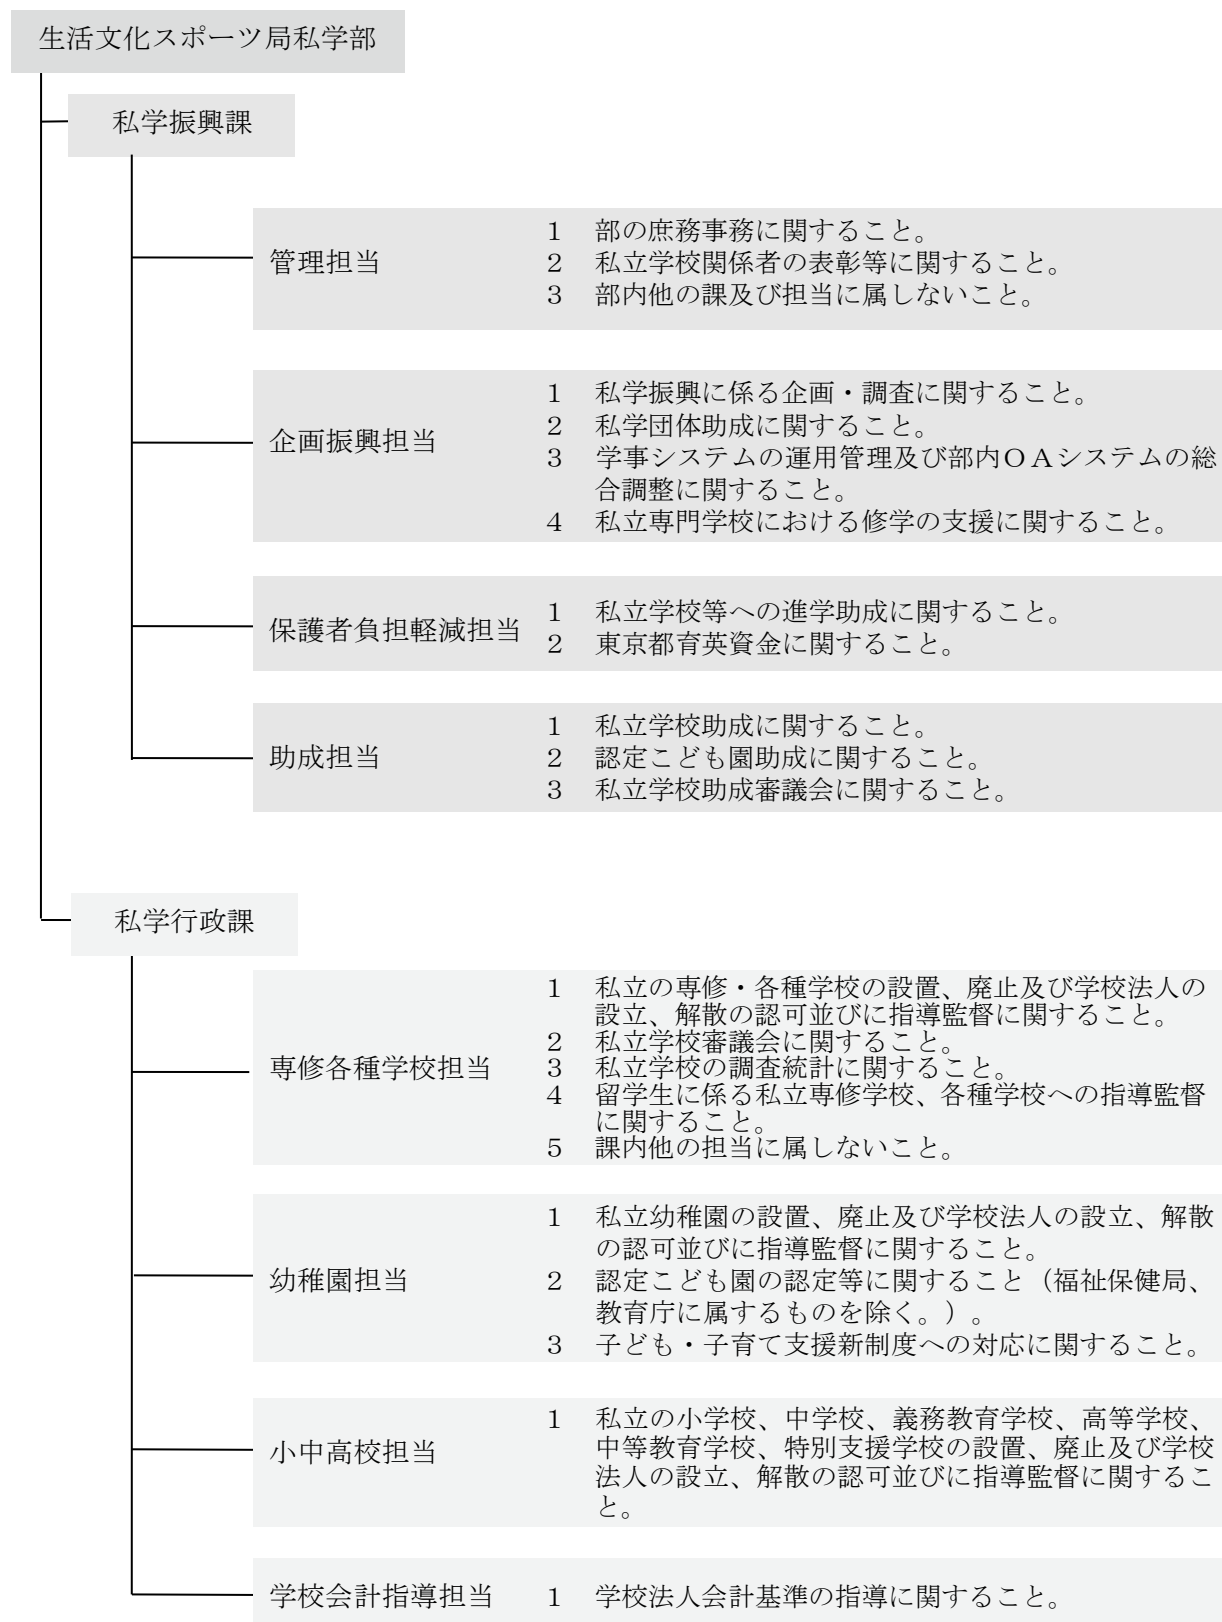 生活文化スポーツ局私学部
私学振興課
管理担当
１　部の庶務事務に関すること。
２　私立学校関係者の表彰等に関すること。
３　部内他の課及び担当に属しないこと。
企画振興担当
１　私学振興に係る企画・調査に関すること。
２　私学団体助成に関すること。
３　学事システムの運用管理及び部内ＯＡシステムの総
合調整に関すること。
４　私立専門学校における修学の支援に関すること。
保護者負担軽減担当
１　私立学校等への進学助成に関すること。
２　東京都育英資金に関すること。
助成担当
１　私立学校助成に関すること。
２　認定こども園助成に関すること。
３　私立学校助成審議会に関すること。
私学行政課
専修各種学校担当
１　私立の専修・各種学校の設置、廃止及び学校法人の
設立、解散の認可並びに指導監督に関すること。
２　私立学校審議会に関すること。
３　私立学校の調査統計に関すること。
４　留学生に係る私立専修学校、各種学校への指導監督
に関すること。
５　課内他の担当に属しないこと。
幼稚園担当
１　私立幼稚園の設置、廃止及び学校法人の設立、解散
の認可並びに指導監督に関すること。
２　認定こども園の認定等に関すること（福祉保健局、
教育庁に属するものを除く。）。
３　子ども・子育て支援新制度への対応に関すること。
小中高校担当
１　私立の小学校、中学校、義務教育学校、高等学校、
中等教育学校、特別支援学校の設置、廃止及び学校
法人の設立、解散の認可並びに指導監督に関するこ
と。
学校会計指導担当
１　学校法人会計基準の指導に関すること。